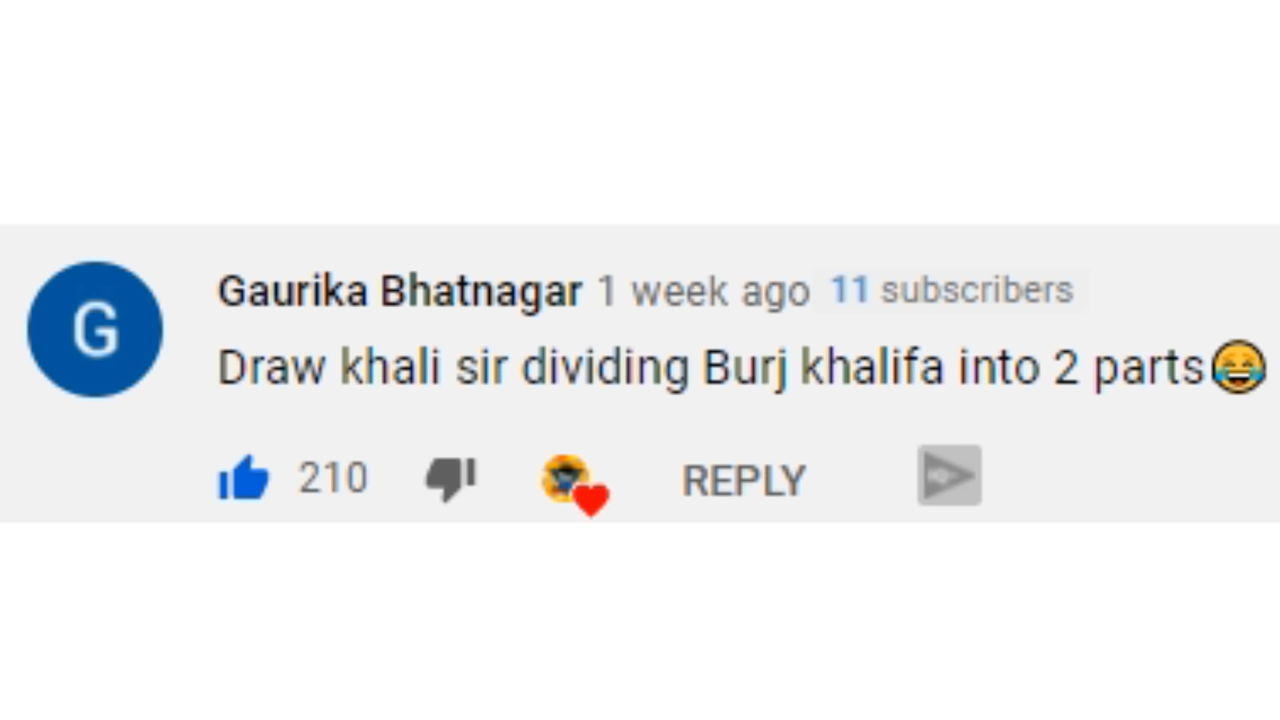 G
Gaurika Bhatnagar 1 week ago 11 subscribers
Draw khali sir dividing Burj khalifa into 2 parts😂
210 REPLY